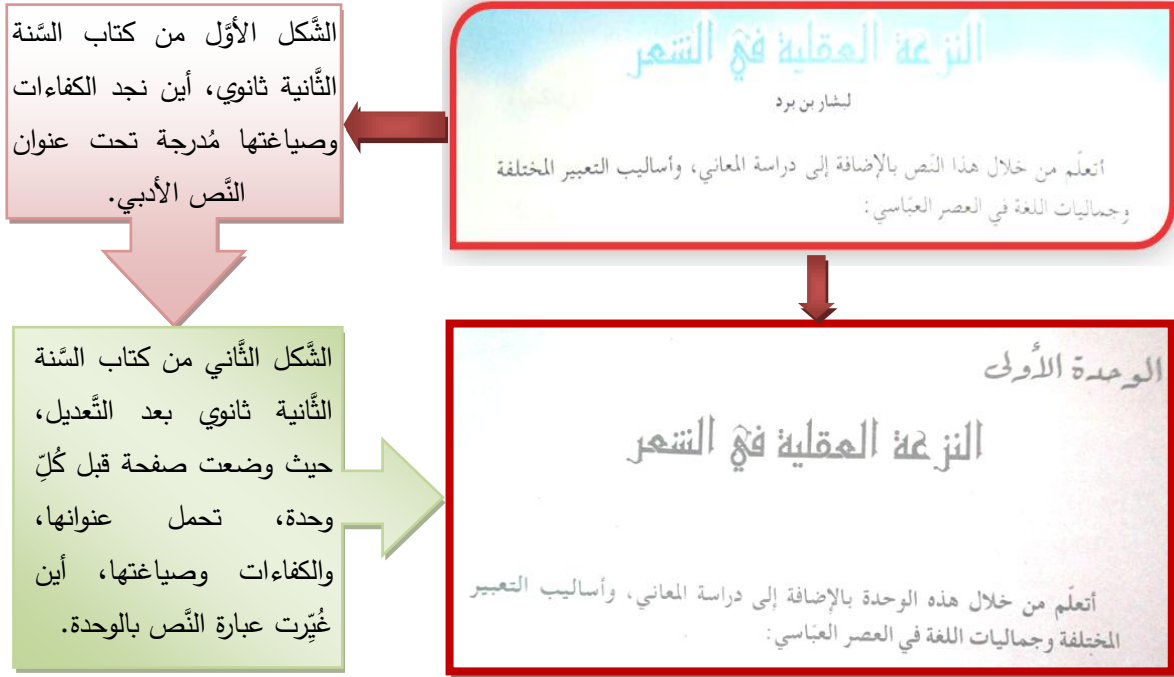 الشَّكل الأوَّل من كتاب السَّنة
الثَّانية ثانوي، أين نجد الكفاءات
وصياغتها مُدرجة تحت عنوان
النَّص الأدبي.
النزعة العقلية في الشعر
لبشار بن برد
أتعلّم من خلال هذا النَص بالإضافة إلى دراسة المعاني، وأساليب التعبير المختلفة
وجماليات اللغة في العصر العبّاسي:
الشَّكل الثَّاني من كتاب السَّنة
الثَّانية ثانوي بعد التَّعديل،
حيث وضعت صفحة قبل كُلِّ
وحدة، تحمل عنوانها،
والكفاءات وصياغتها، أين
غُيِّرت عبارة النَّص بالوحدة.
الوحدة الأولى
النزعة العقلية في الشعر
أتعلّم من خلال هذه الوحدة بالإضافة إلى دراسة المعاني، وأساليب التعبير
المختلفة وجماليات اللغة في العصر العبّاسي: